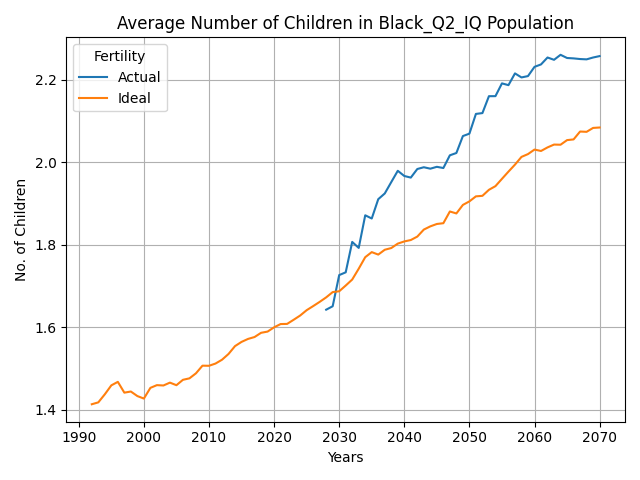 Average Number of Children in Black_Q2_IQ Population
Fertility
Actual
Ideal
No. of Children
2.2
2.0
1.8
1.6
1.4
1990 2000 2010 2020 2030 2040 2050 2060 2070
Years